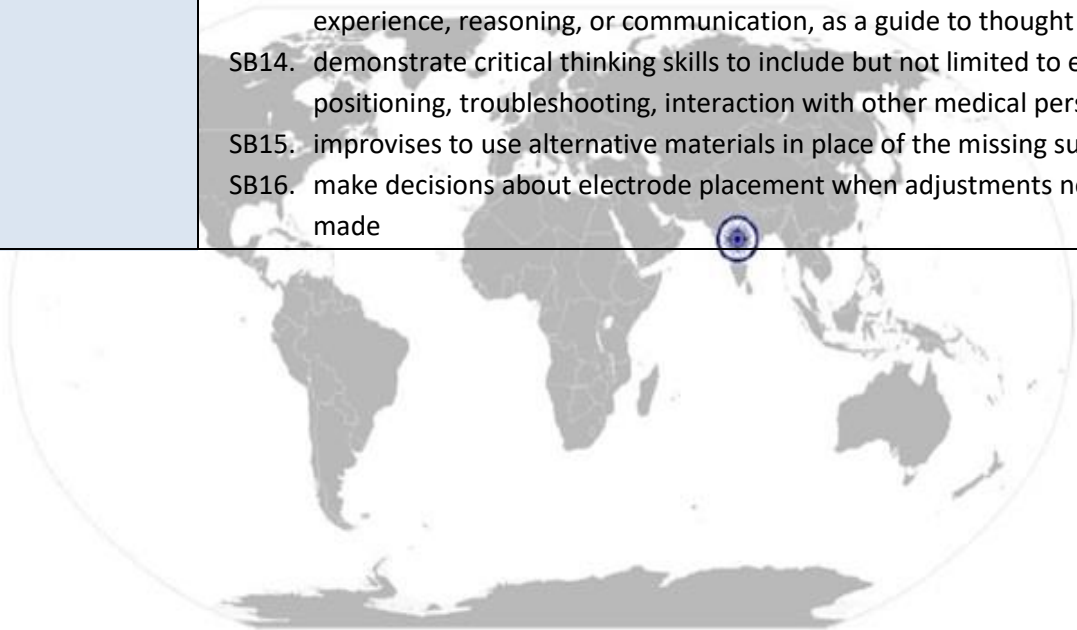 experience, reasoning, or communication, as a guide to thought
SB14. demonstrate critical thinking skills to include but not limited to
positioning, troubleshooting, interaction with other medical
SB15. improvises to use alternative materials in place of the missing
SB16. make decisions about electrode placement when adjustments
made